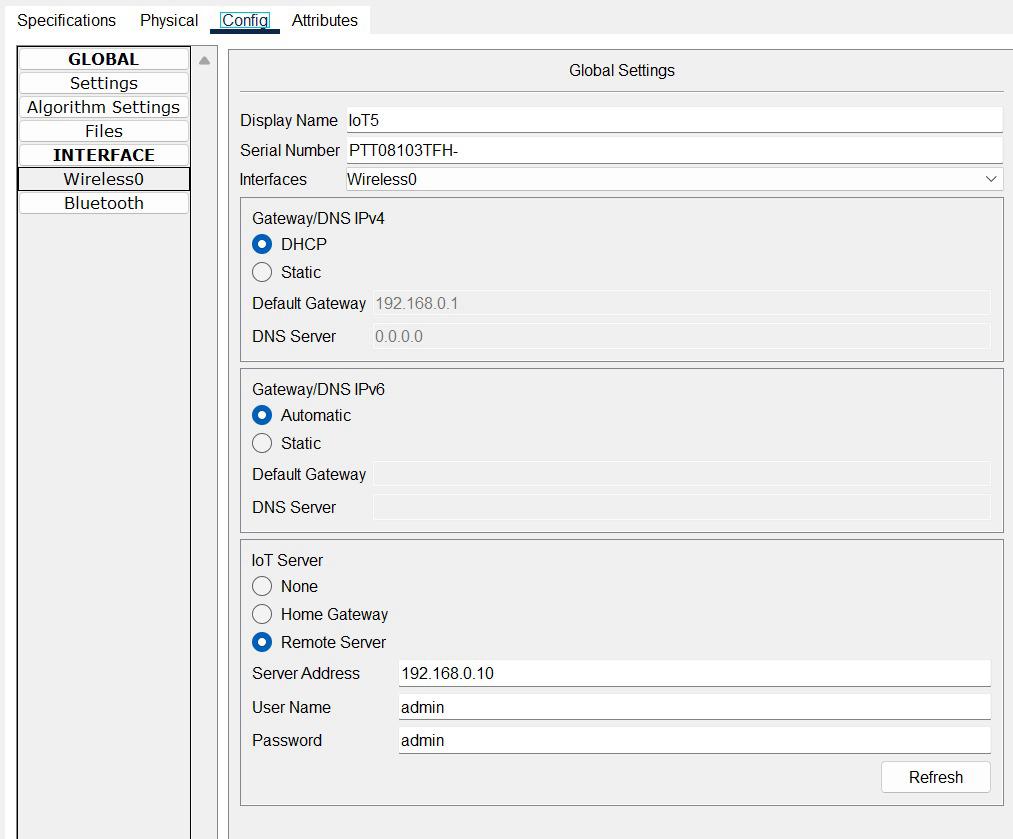 Specifications Physical Config Attributes
GLOBAL
Settings
Algorithm Settings
Files
INTERFACE
Wireless0
Bluetooth
Global Settings
Display Name IoT5
Serial Number PTT08103TFH-
Interfaces Wireless0
Gateway/DNS IPv4
DHCP
Static
Default Gateway 192.168.0.1
DNS Server 0.0.0.0
Gateway/DNS IPv6
Automatic
Static
Default Gateway
DNS Server
IoT Server
None
Home Gateway
Remote Server
Server Address 192.168.0.10
User Name admin
Password admin
Refresh